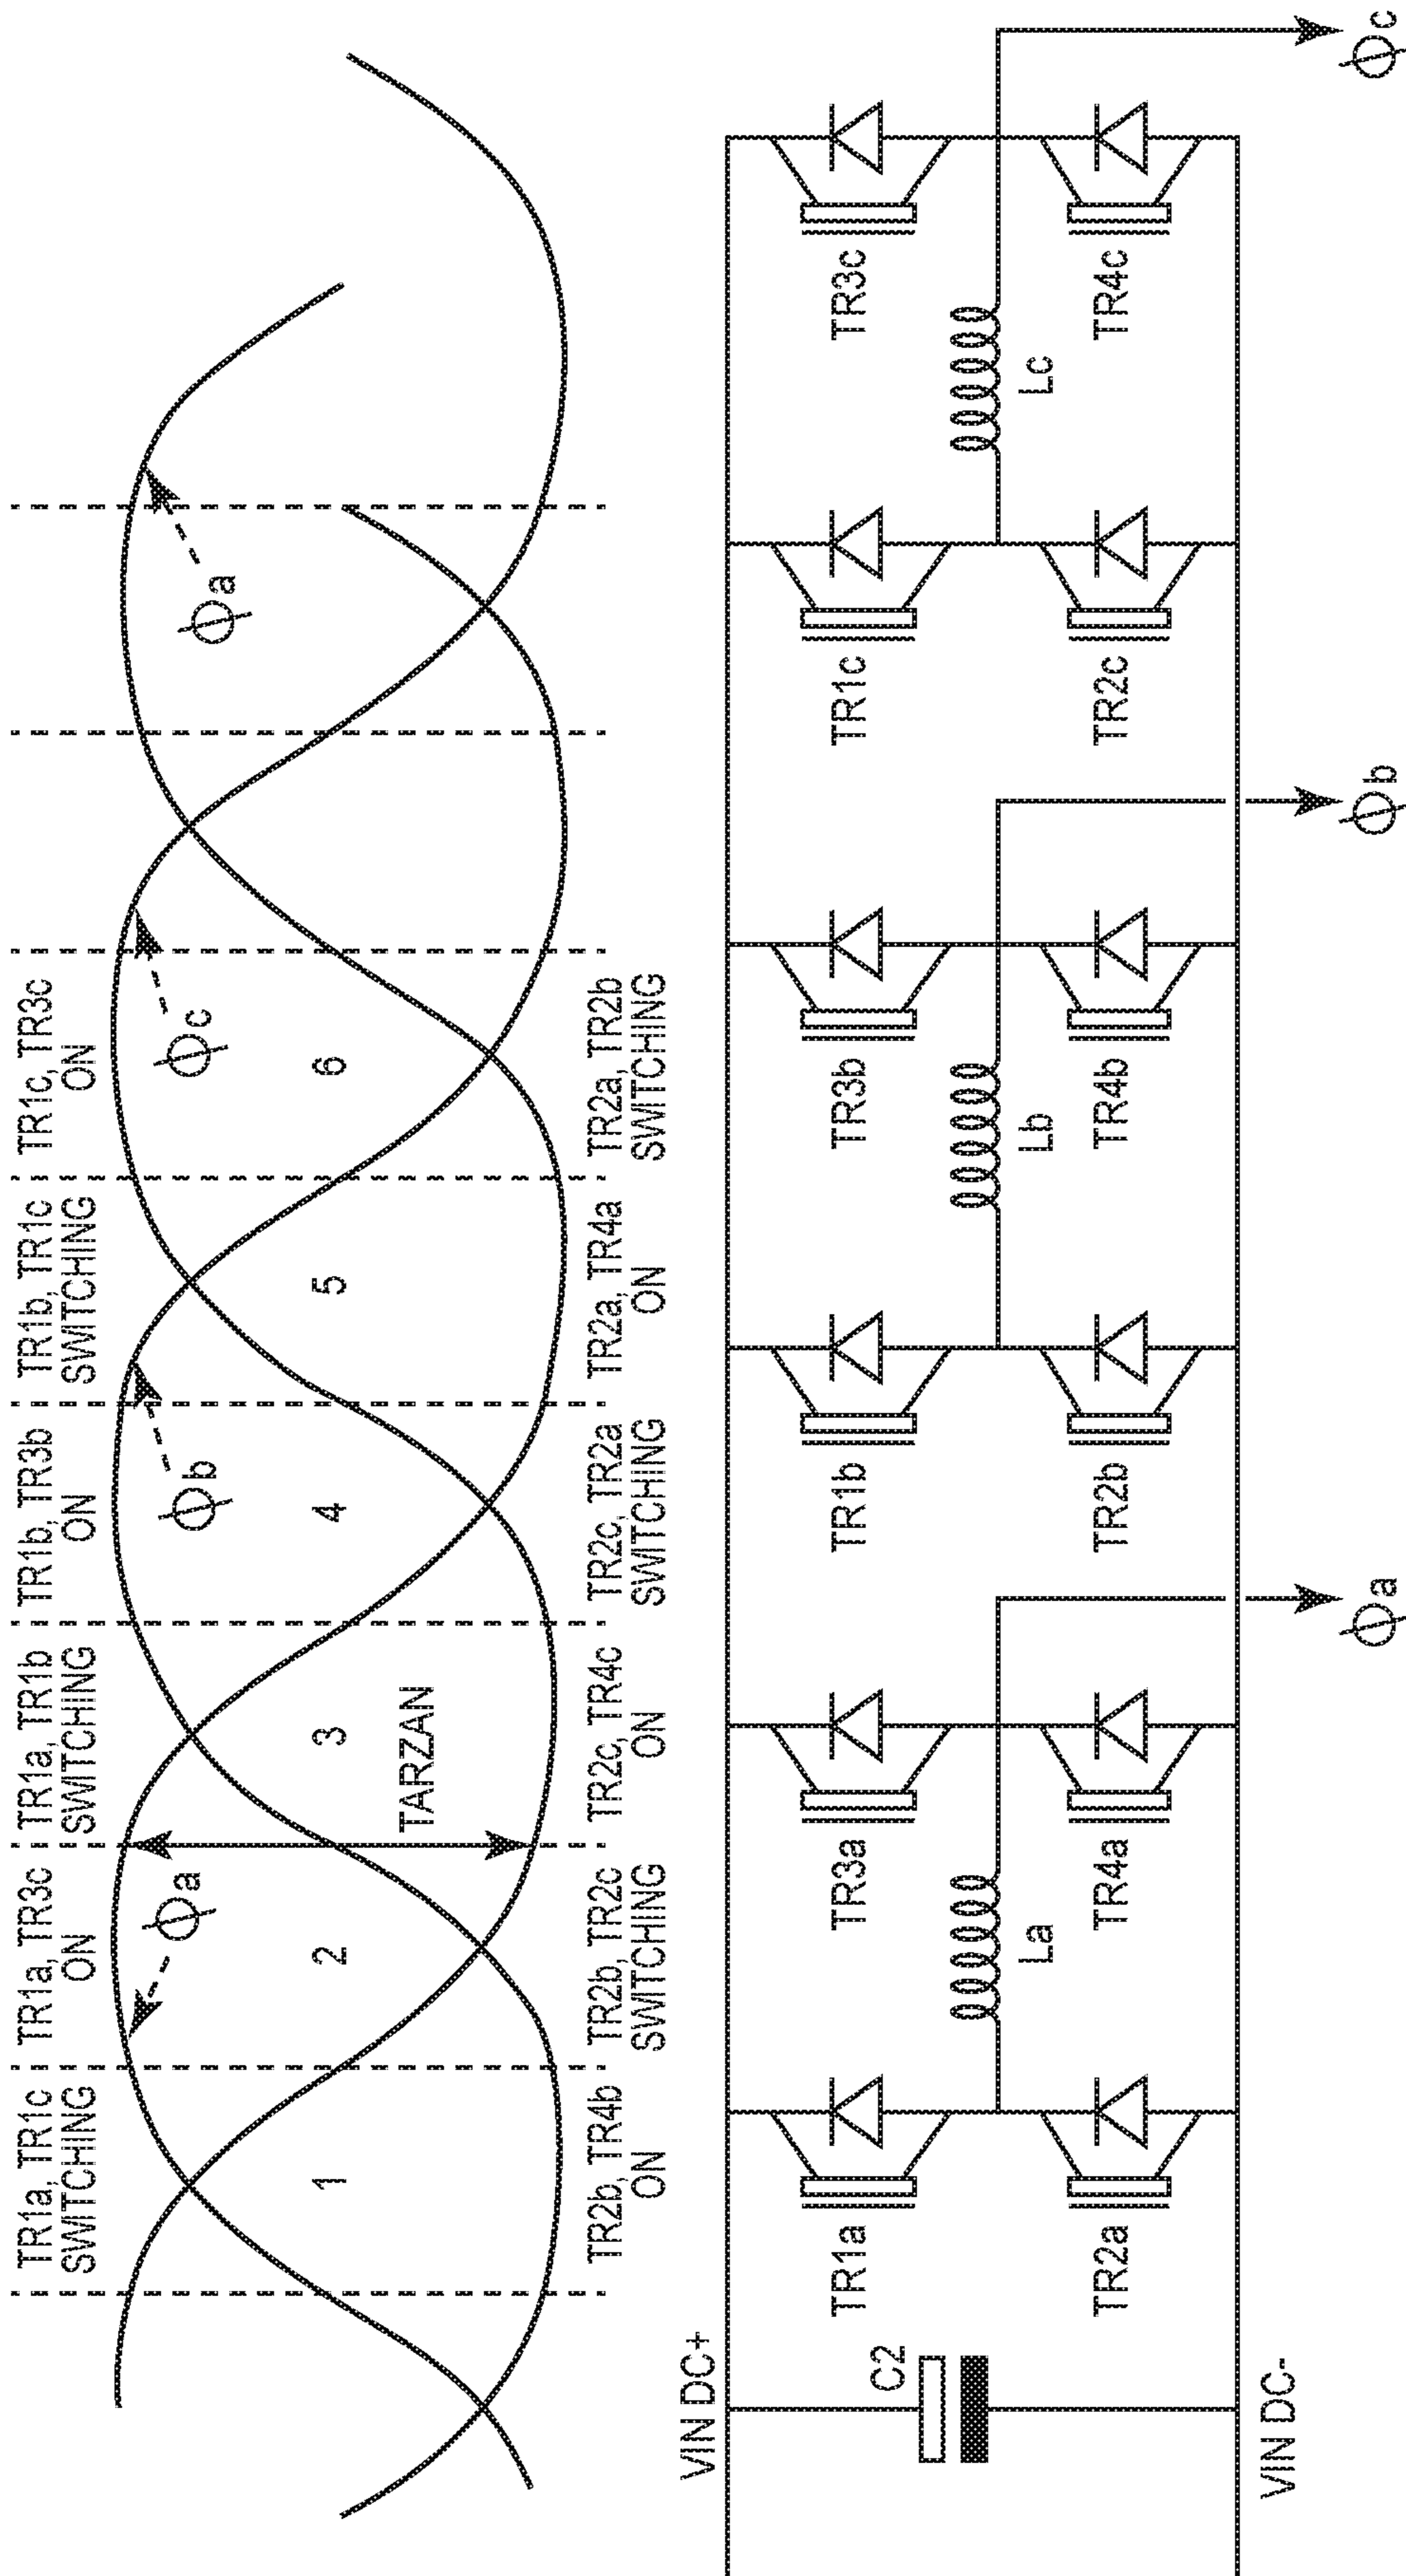 TR1a, TR1c
SWITCHING
TR1a, TR3c
ON
TR1a, TR1b
SWITCHING
TR1b, TR3b
ON
TR1b, TR1c
SWITCHING
TR1c, TR3c
ON
ϕa
ϕb
ϕc
ϕa
1
2
3
4
5
6
TARZAN
TR2b, TR4b
ON
TR2b, TR2c
SWITCHING
TR2c, TR4c
ON
TR2c, TR2a
SWITCHING
TR2a, TR4a
ON
TR2a, TR2b
SWITCHING
VIN DC+
C2
TR1a
TR3a
TR1b
TR3b
TR1c
TR3c
La
Lb
Lc
TR2a
TR4a
TR2b
TR4b
TR2c
TR4c
VIN DC-
ϕa
ϕb
ϕc